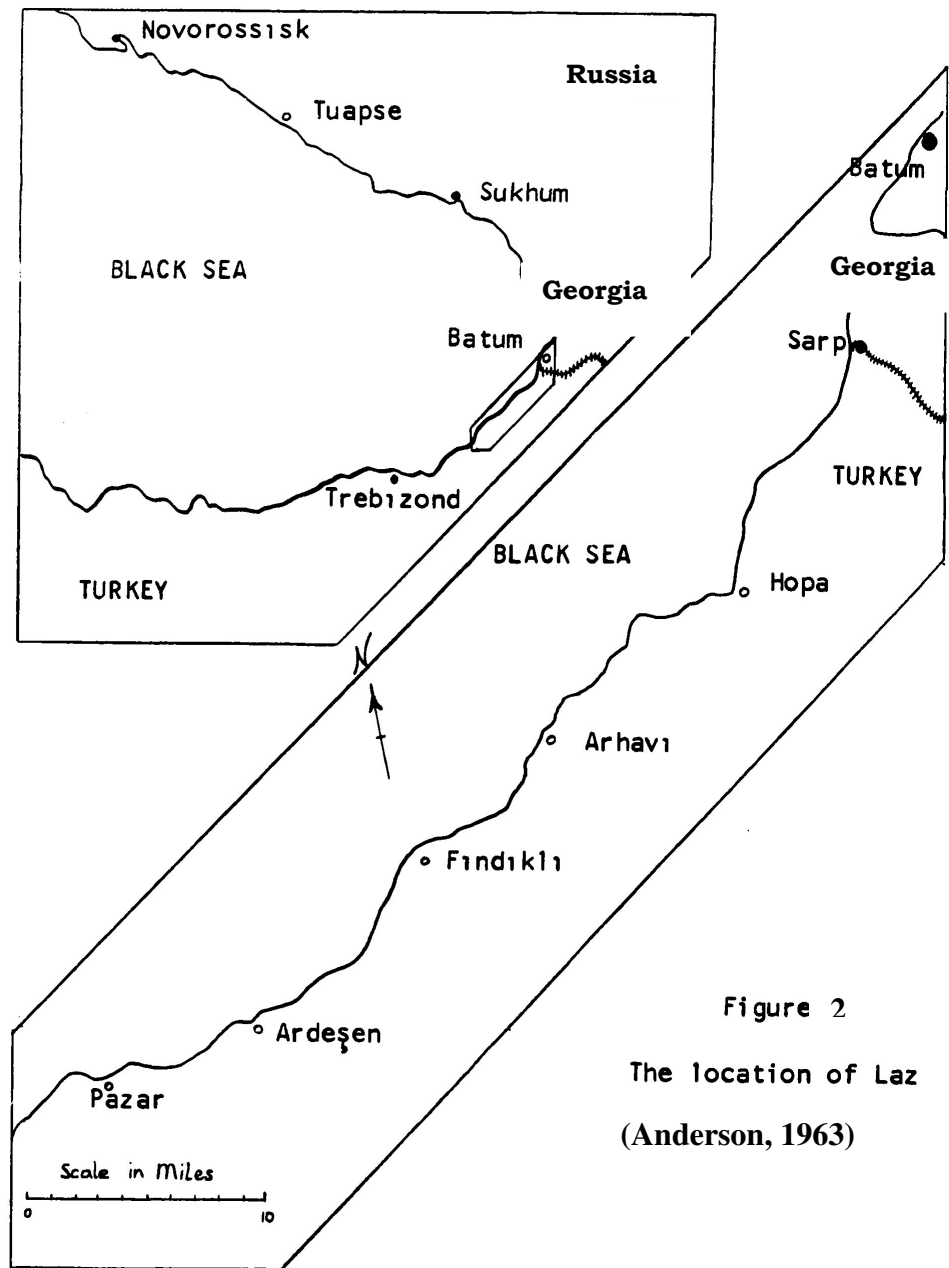 Novorossisk
Russia
Tuapse
Sukhum
BLACK SEA
Georgia
Batum
Trebizond
TURKEY
Batum
Georgia
Sarp
TURKEY
BLACK SEA
Hopa
N
Arhavı
Fındıklı
Ardeşen
Pazar
Scale in Miles
0 10
Figure 2
The location of Laz
(Anderson, 1963)